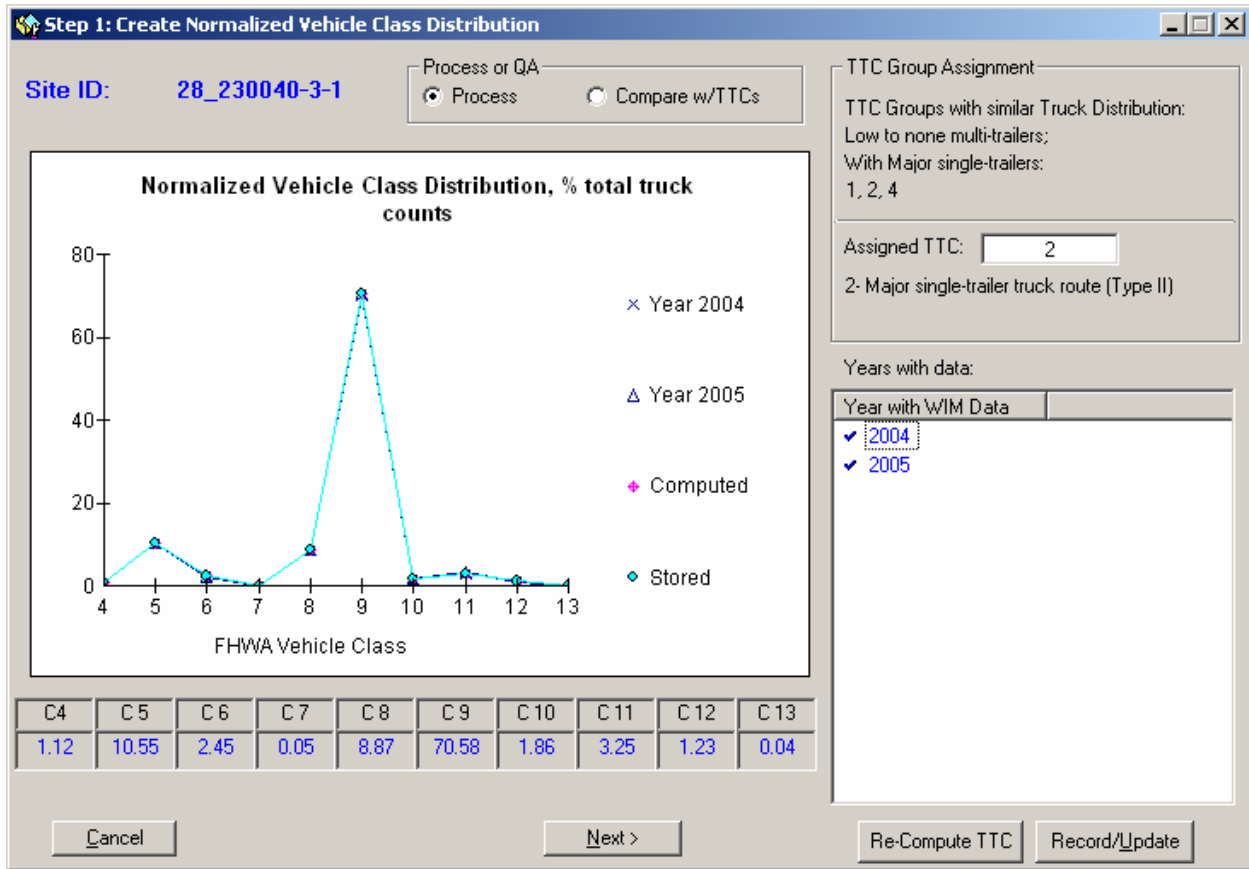 Step 1: Create Normalized Vehicle Class Distribution
Site ID: 28_230040-3-1
Process or QA
Process Compare w/TTCs
Normalized Vehicle Class Distribution, % total truck
counts
80
60
40
20
0
4 5 6 7 8 9 10 11 12 13
FHWA Vehicle Class
Year 2004
Year 2005
Computed
Stored
C4 C 5 C 6 C 7 C 8 C 9 C 10 C 11 C 12 C 13
1.12 10.55 2.45 0.05 8.87 70.58 1.86 3.25 1.23 0.04
Cancel Next >
TTC Group Assignment
TTC Groups with similar Truck Distribution:
Low to none multi-trailers;
With Major single-trailers:
1, 2, 4
Assigned TTC: 2
2- Major single-trailer truck route (Type II)
Years with data:
Year with WIM Data
2004
2005
Re-Compute TTC Record/Update